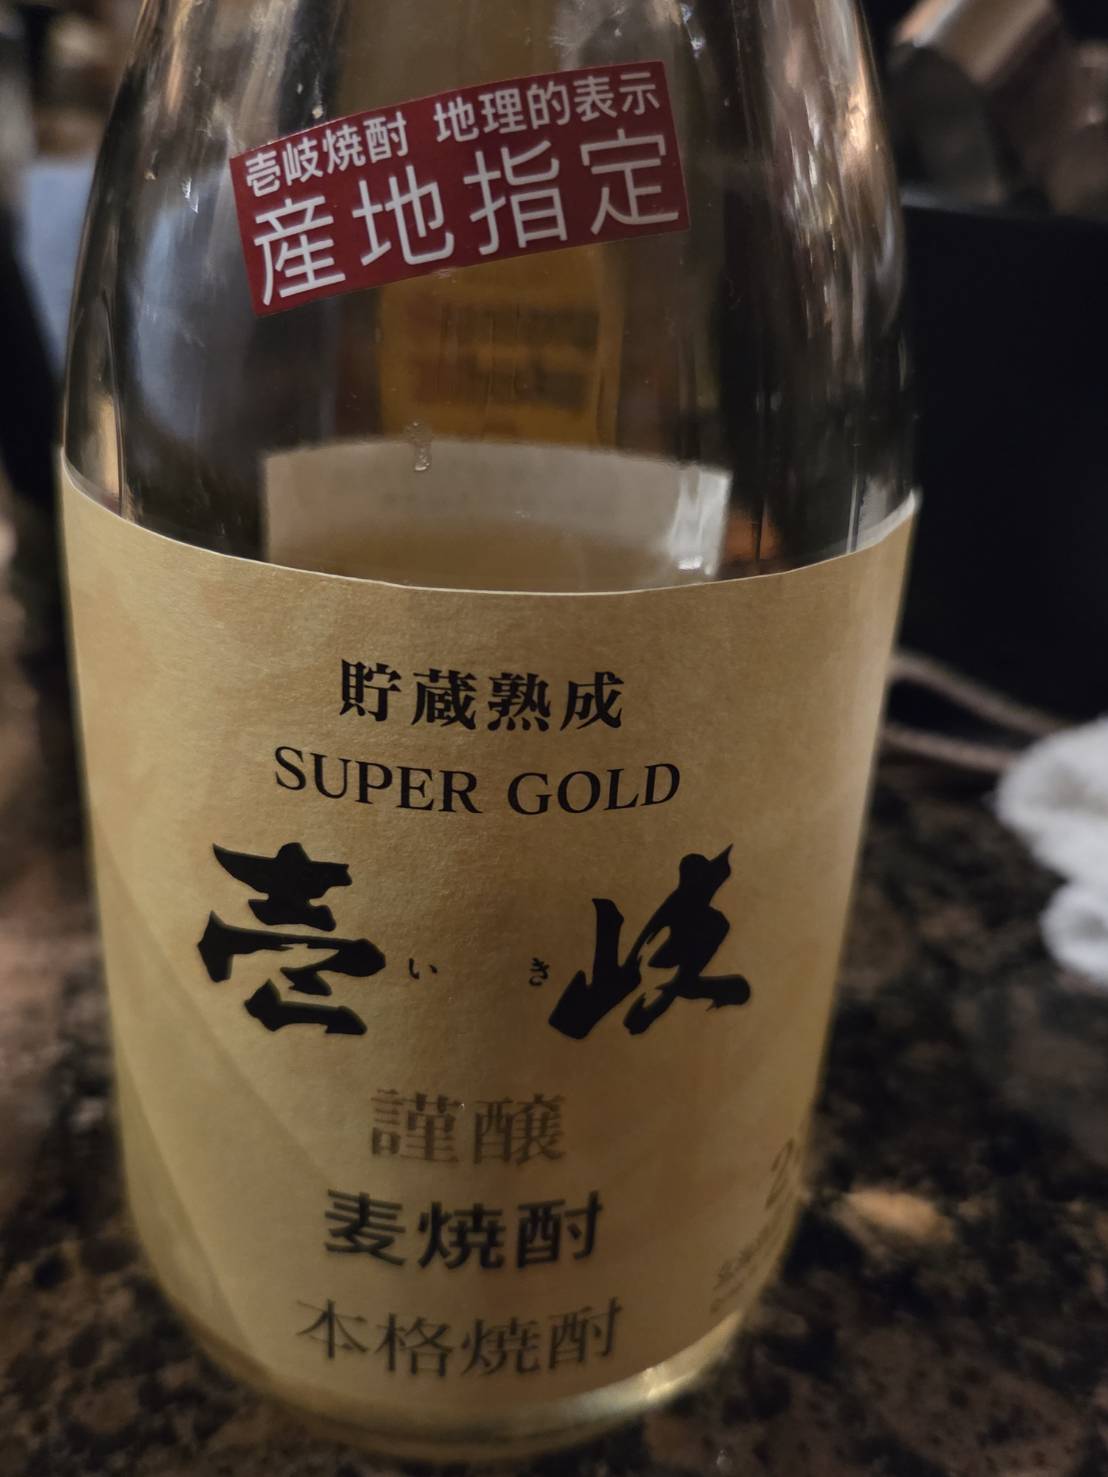 壱岐焼酎 地理的表示
産地指定
貯蔵熟成
SUPER GOLD
壱岐
いき
謹醸
麦焼酎
本格焼酎